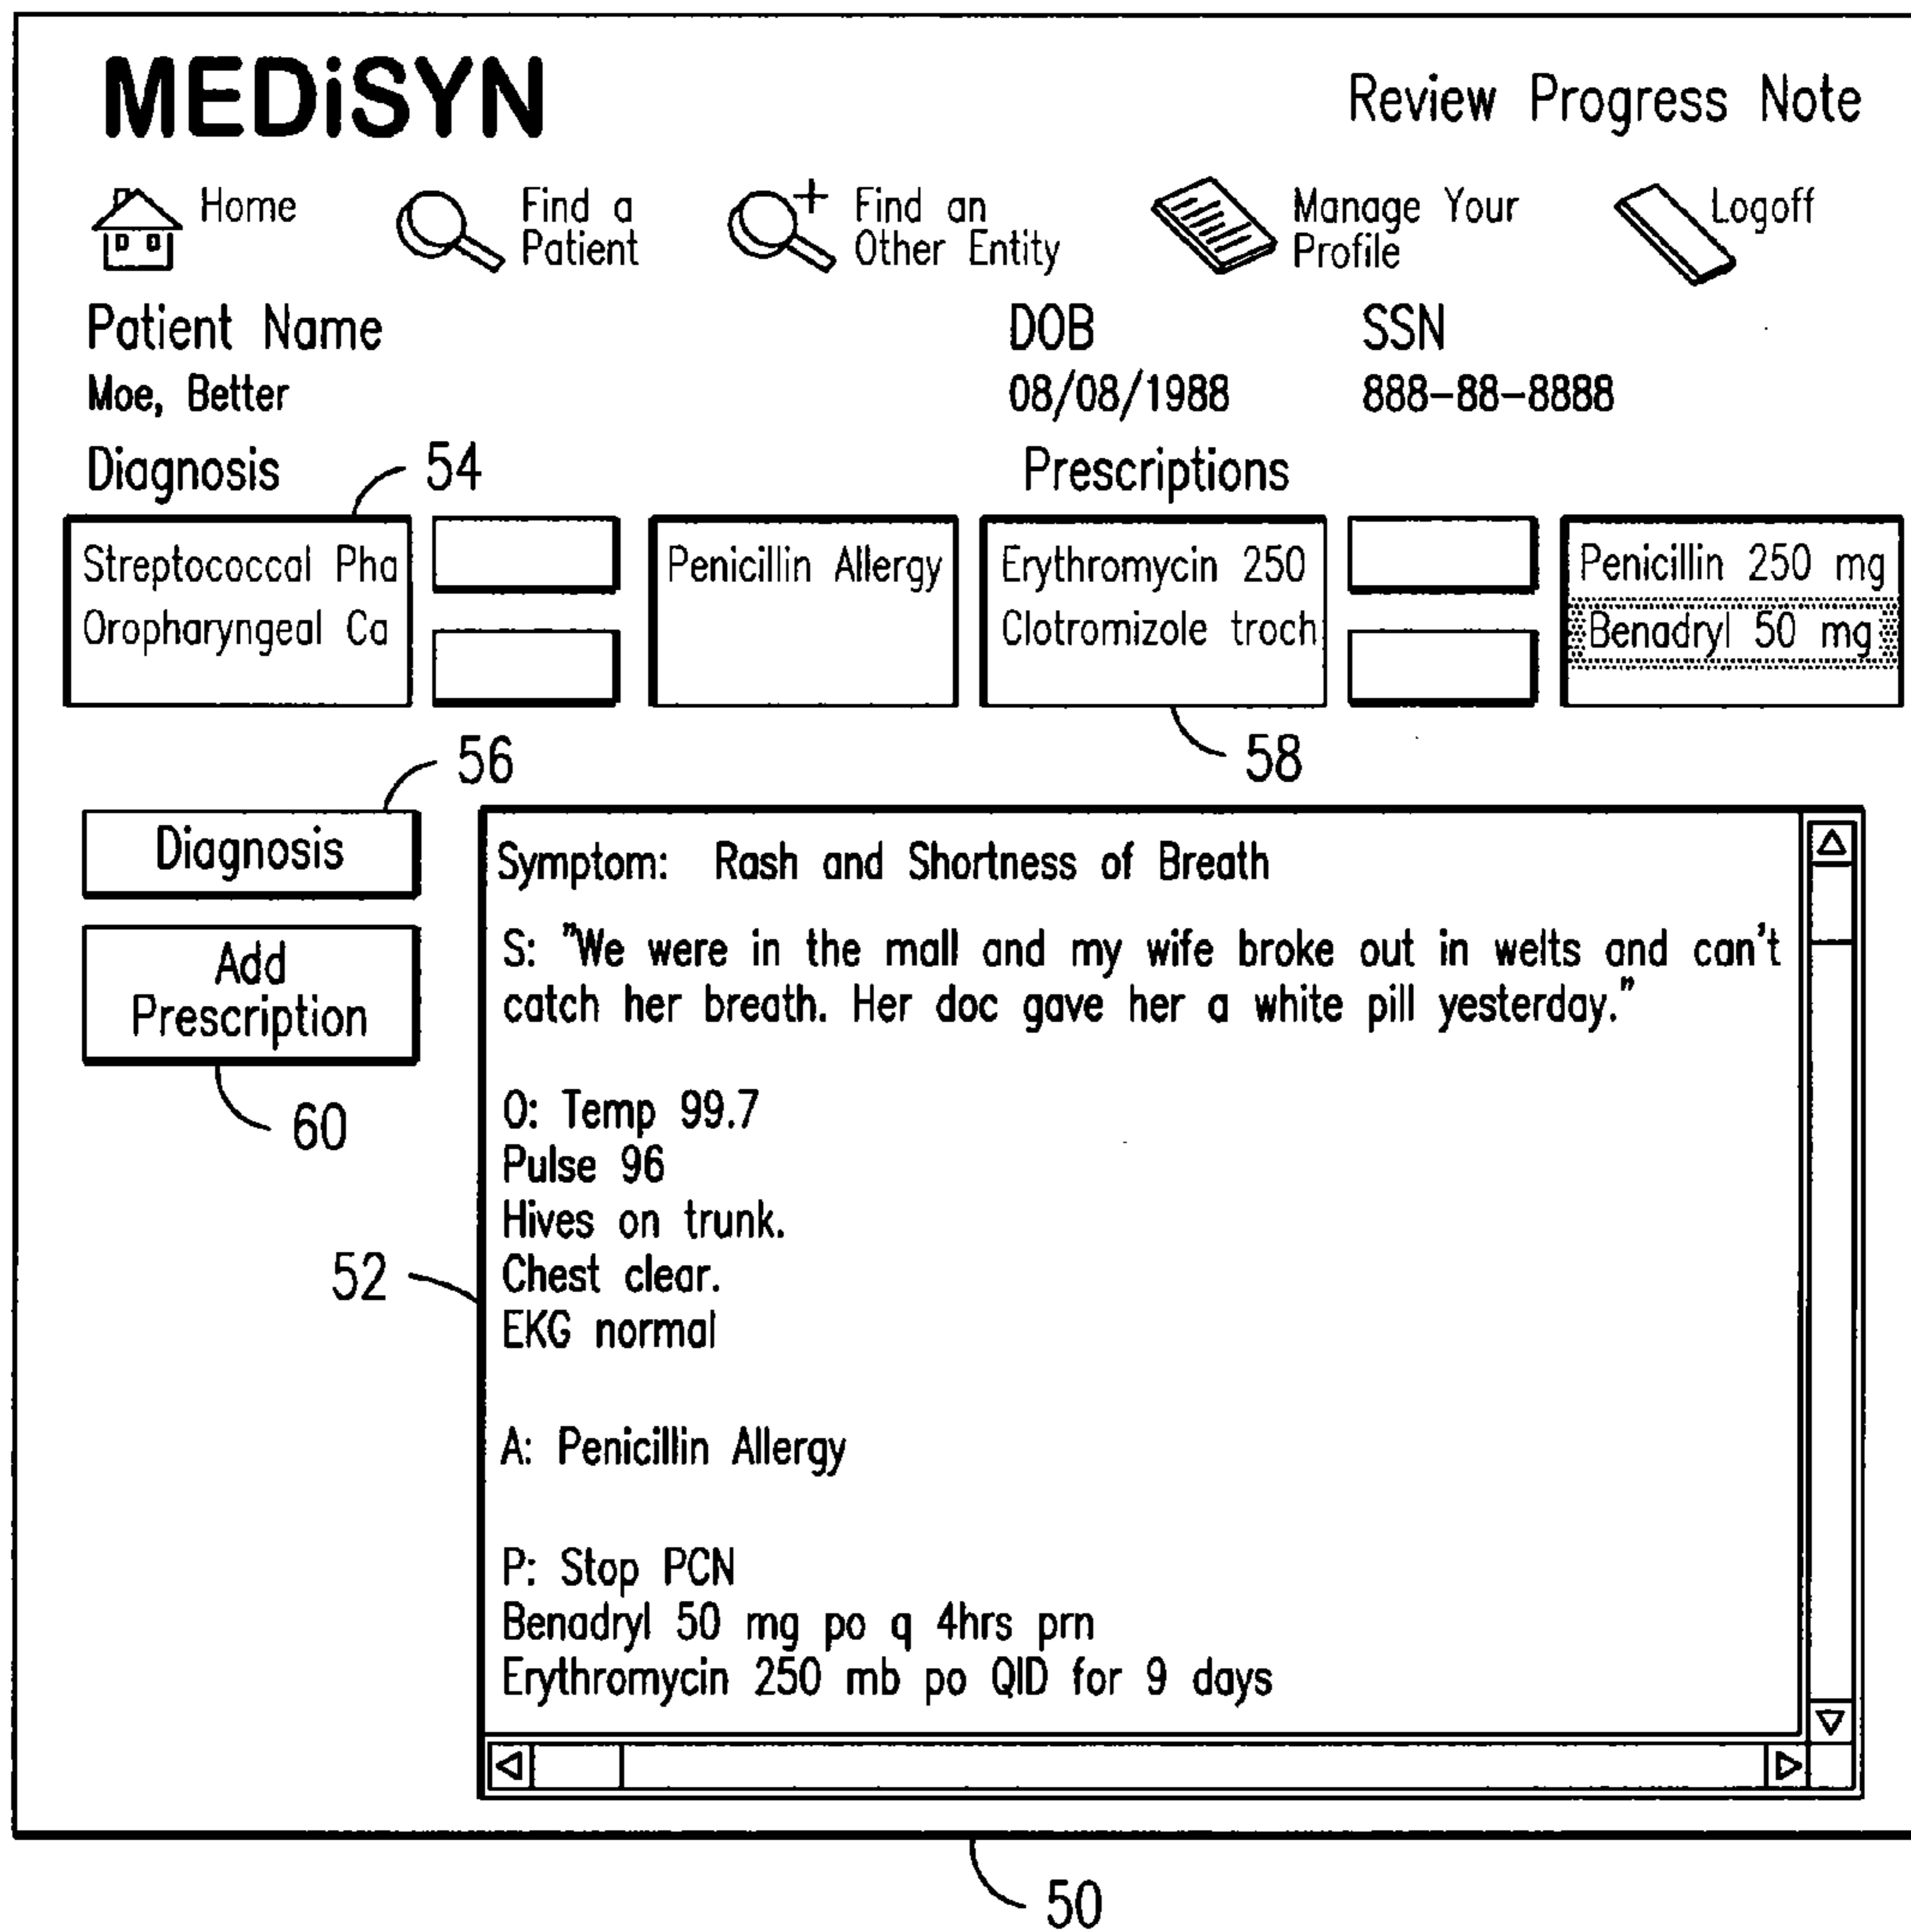 MEDiSYN
Review Progress Note
Home
Find a
Patient
Find an
Other Entity
Manage Your
Profile
Logoff
Patient Name
DOB
SSN
Moe, Better
08/08/1988
888-88-8888
Diagnosis
54
Prescriptions
Streptococcal Pha
Oropharyngeal Ca
Penicillin Allergy
Erythromycin 250
Clotromizole troch
Penicillin 250 mg
Benadryl 50 mg
56
58
Diagnosis
Add
Prescription
60
Symptom: Rash and Shortness of Breath
S: "We were in the mall and my wife broke out in welts and can't
catch her breath. Her doc gave her a white pill yesterday."
O: Temp 99.7
Pulse 96
Hives on trunk.
Chest clear.
EKG normal
52
A: Penicillin Allergy
P: Stop PCN
Benadryl 50 mg po q 4hrs prn
Erythromycin 250 mb po QID for 9 days
50